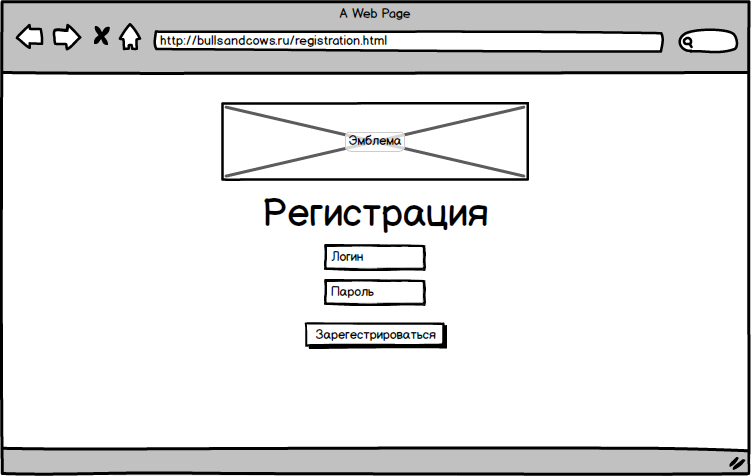 A Web Page
http://bullsandcows.ru/registration.html
Эмблема
Регистрация
Логин
Пароль
Зарегестрироваться